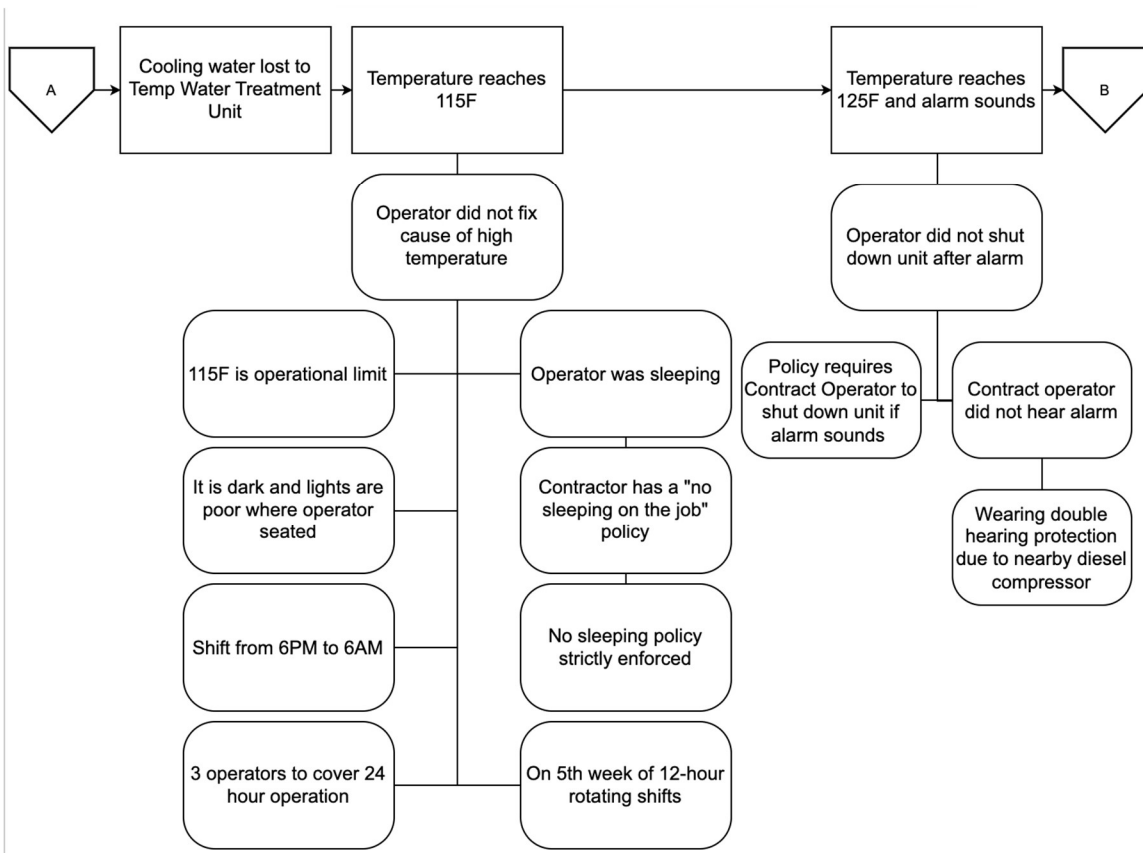 A
Cooling water lost to
Temp Water Treatment
Unit
Temperature reaches
115F
Temperature reaches
125F and alarm sounds
B
Operator did not fix
cause of high
temperature
Operator did not shut
down unit after alarm
115F is operational limit
Operator was sleeping
Policy requires
Contract Operator to
shut down unit if
alarm sounds
Contract operator
did not hear alarm
It is dark and lights are
poor where operator
seated
Contractor has a "no
sleeping on the job"
policy
Wearing double
hearing protection
due to nearby diesel
compressor
Shift from 6PM to 6AM
No sleeping policy
strictly enforced
3 operators to cover 24
hour operation
On 5th week of 12-hour
rotating shifts